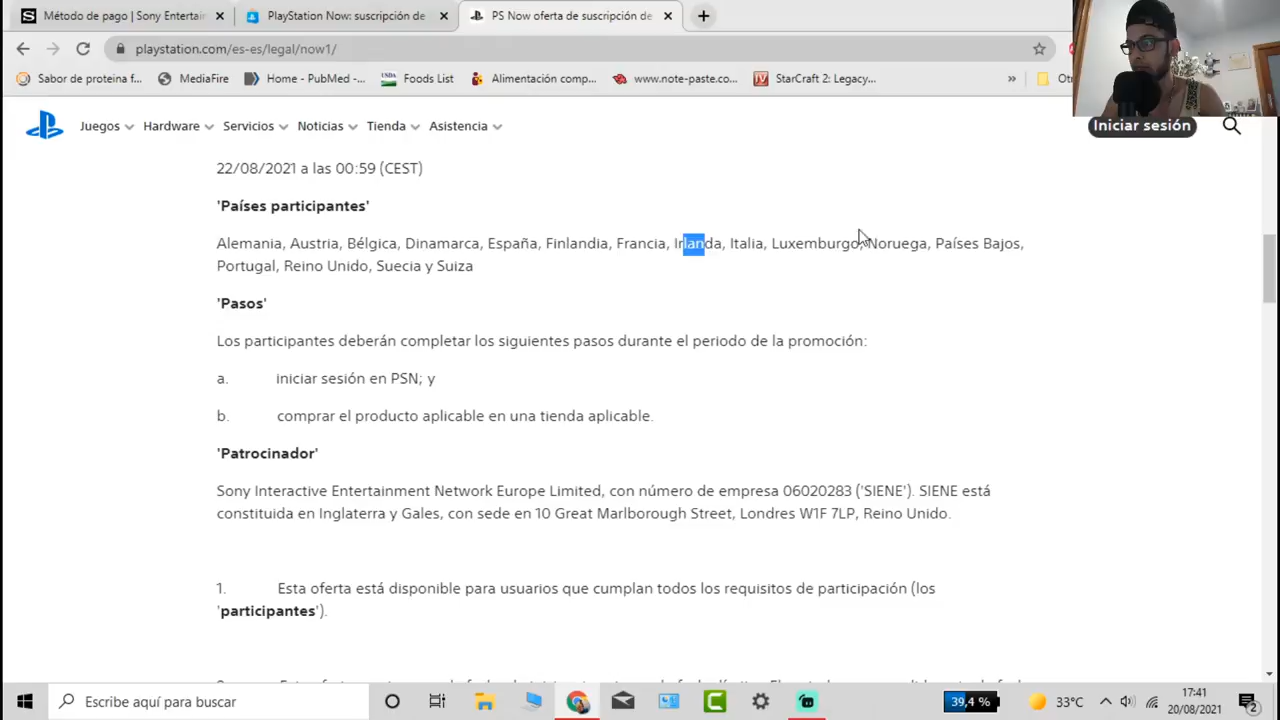 Método de pago | Sony Entertain
PlayStation Now: suscripción de
PS Now oferta de suscripción de
playstation.com/es-es/legal/now1/
Sabor de proteina f...
MediaFire
Home - PubMed -...
USDA
Foods List
Alimentación comp...
www.note-paste.co...
StarCraft 2: Legacy...
»
Juegos
Hardware
Servicios
Noticias
Tienda
Asistencia
Iniciar sesión
22/08/2021 a las 00:59 (CEST)
'Países participantes'
Alemania, Austria, Bélgica, Dinamarca, España, Finlandia, Francia, Irlanda, Italia, Luxemburgo, Noruega, Países Bajos,
Portugal, Reino Unido, Suecia y Suiza
'Pasos'
Los participantes deberán completar los siguientes pasos durante el periodo de la promoción:
a. iniciar sesión en PSN; y
b. comprar el producto aplicable en una tienda aplicable.
'Patrocinador'
Sony Interactive Entertainment Network Europe Limited, con número de empresa 06020283 ('SIENE'). SIENE está
constituida en Inglaterra y Gales, con sede en 10 Great Marlborough Street, Londres W1F 7LP, Reino Unido.
1. Esta oferta está disponible para usuarios que cumplan todos los requisitos de participación (los
'participantes').
Escribe aquí para buscar
39,4 %
33°C
17:41
20/08/2021
2